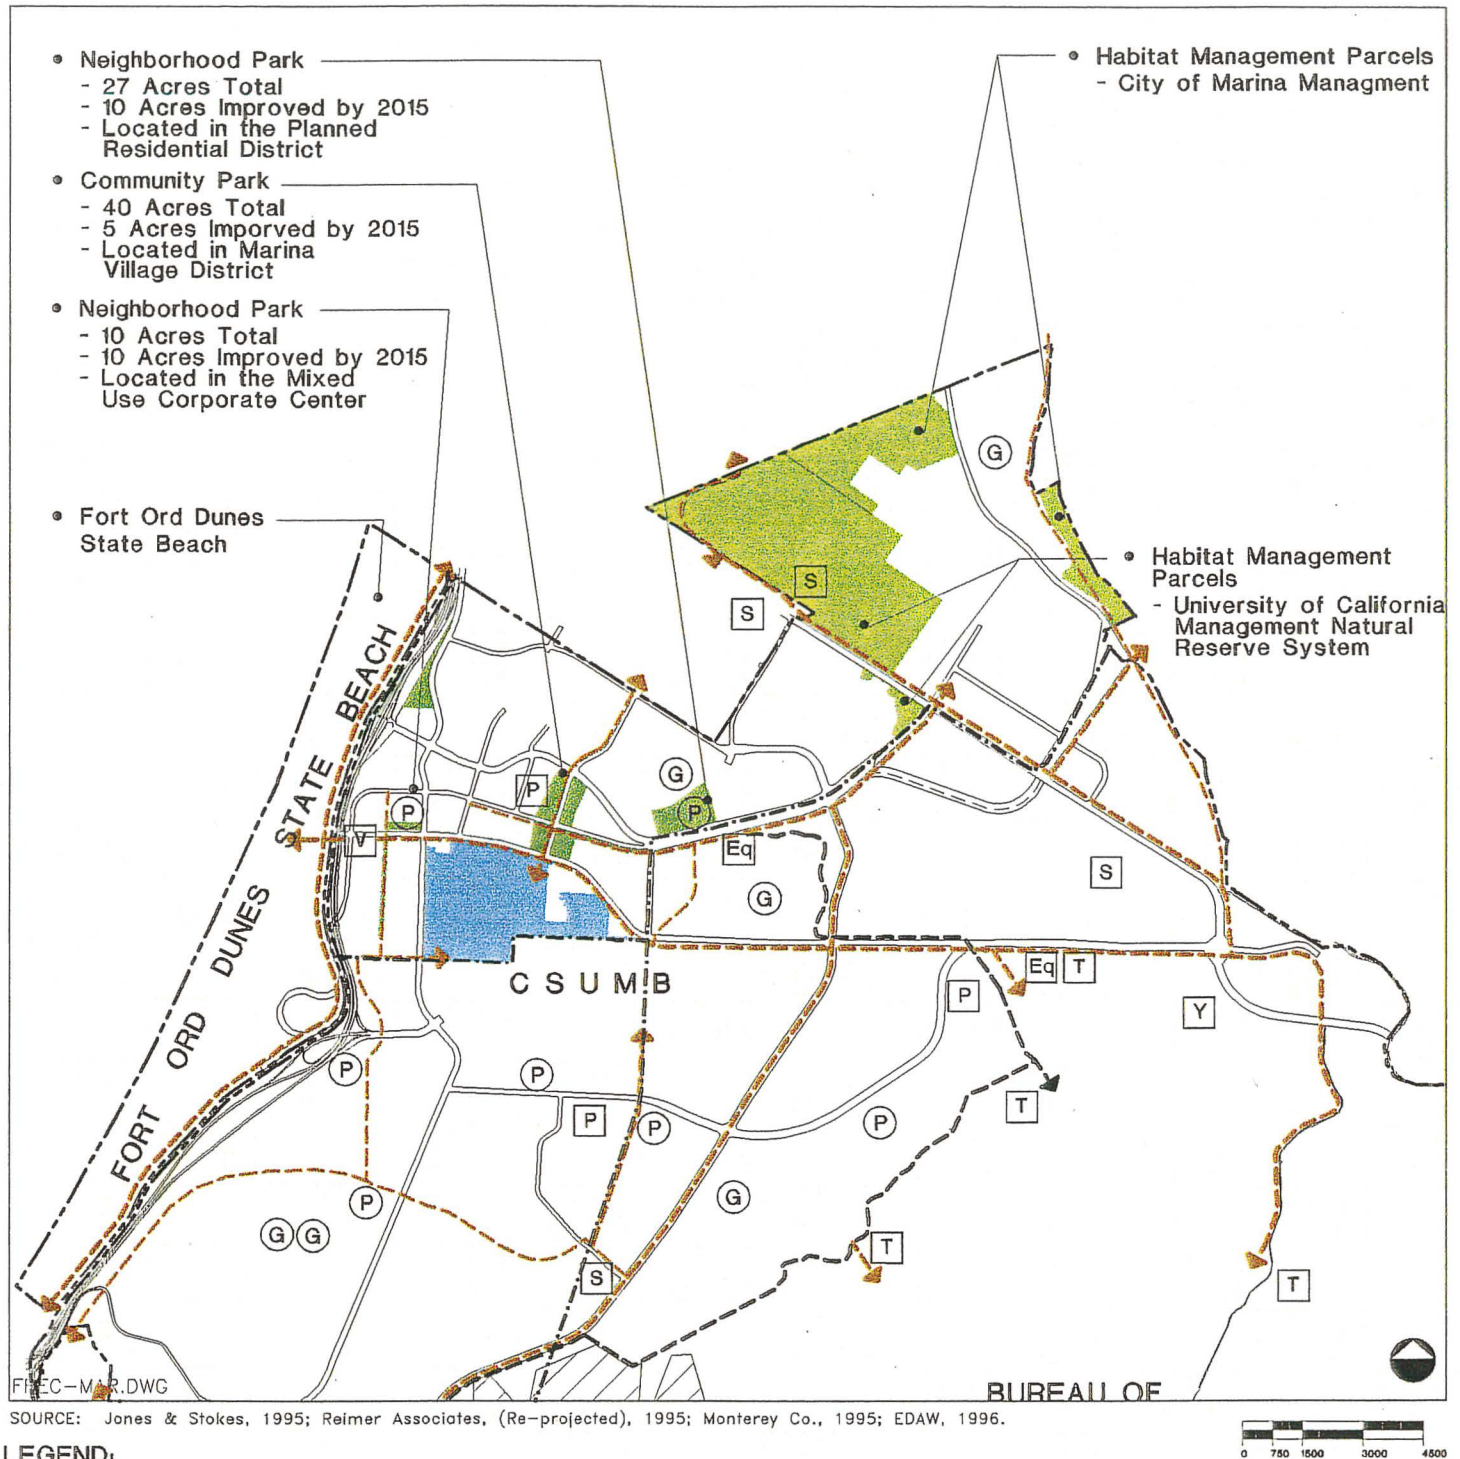 • Neighborhood Park
- 27 Acres Total
- 10 Acres Improved by 2015
- Located in the Planned
Residential District
• Community Park
- 40 Acres Total
- 5 Acres Imporved by 2015
- Located in Marina
Village District
• Neighborhood Park
- 10 Acres Total
- 10 Acres Improved by 2015
- Located in the Mixed
Use Corporate Center
• Fort Ord Dunes
State Beach
• Habitat Management Parcels
- City of Marina Managment
• Habitat Management
Parcels
- University of California
Management Natural
Reserve System
FORT ORD DUNES STATE BEACH
G
S
S
G
P
P
P
V
Eq
G
S
CSUMB
P
Eq
T
Y
P
P
P
P
P
T
P
G
G
G
T
S
T
BUREAU OF
SOURCE: Jones & Stokes, 1995; Reimer Associates, (Re-projected), 1995; Monterey Co., 1995; EDAW, 1996.
0 750 1500 3000 4500
LEGEND: